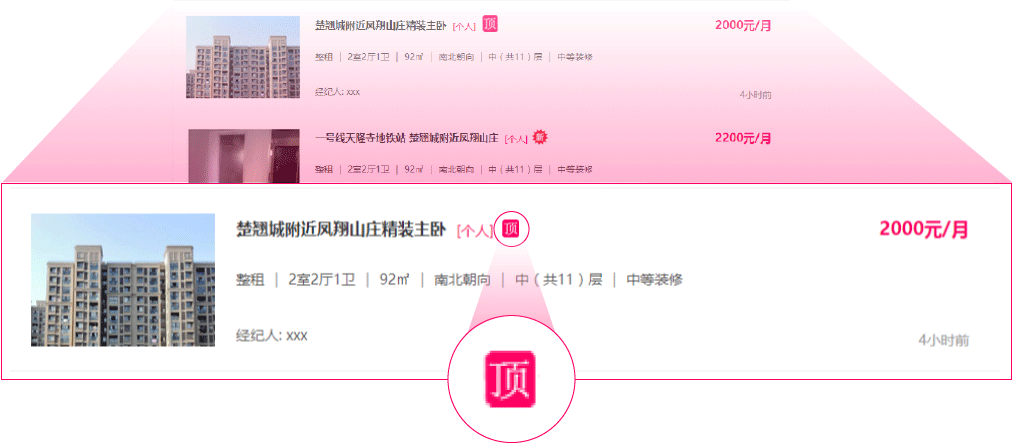 楚翘城附近凤翔山庄精装主卧 [个人] 顶 2000元/月
整租 | 2室2厅1卫 | 92㎡ | 南北朝向 | 中（共11）层 | 中等装修
经纪人: xxx 4小时前
一号线天隆寺地铁站 楚翘城附近凤翔山庄 [个人] 新 2200元/月
整租 | 2室2厅1卫 | 92㎡ | 南北朝向 | 中（共11）层 | 中等装修
楚翘城附近凤翔山庄精装主卧 [个人] 顶 2000元/月
整租 | 2室2厅1卫 | 92㎡ | 南北朝向 | 中（共11）层 | 中等装修
经纪人: xxx 4小时前
顶